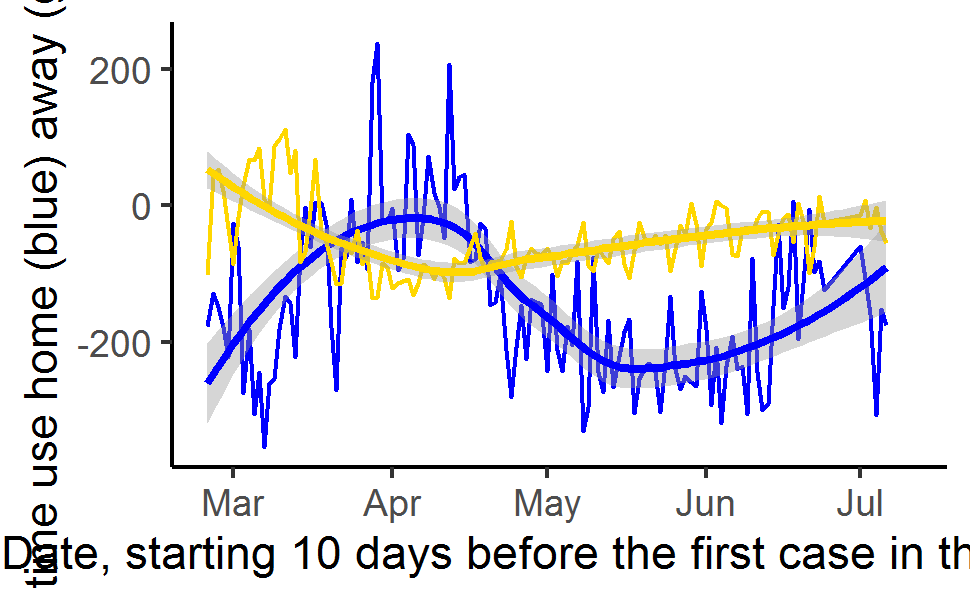 time use home (blue) away (
200
0
-200
Mar Apr May Jun Jul
Date, starting 10 days before the first case in th